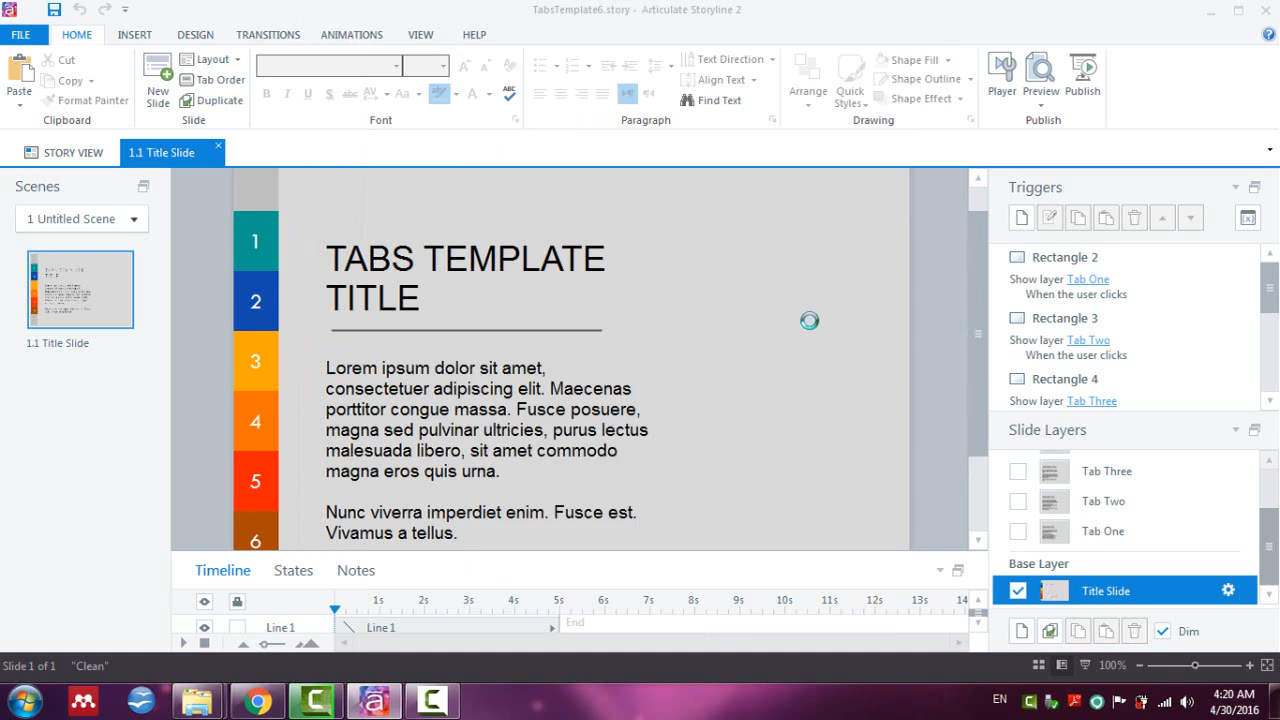 TabsTemplate6.story - Articulate Storyline 2
FILE HOME INSERT DESIGN TRANSITIONS ANIMATIONS VIEW HELP
Paste
Cut
Copy
Format Painter
Clipboard
New Slide
Layout
Tab Order
Duplicate
Slide
B I U S abc AV Aa A ABC
Font
Text Direction
Align Text
Find Text
Paragraph
Arrange
Quick Styles
Shape Fill
Shape Outline
Shape Effect
Drawing
Player
Preview
Publish
Publish
STORY VIEW
1.1 Title Slide
Scenes
1 Untitled Scene
1.1 Title Slide
1
2
3
4
5
6
TABS TEMPLATE
TITLE
Lorem ipsum dolor sit amet,
consectetuer adipiscing elit. Maecenas
porttitor congue massa. Fusce posuere,
magna sed pulvinar ultricies, purus lectus
malesuada libero, sit amet commodo
magna eros quis urna.
Nunc viverra imperdiet enim. Fusce est.
Vivamus a tellus.
Triggers
Rectangle 2
Show layer Tab One
When the user clicks
Rectangle 3
Show layer Tab Two
When the user clicks
Rectangle 4
Show layer Tab Three
Slide Layers
Tab Three
Tab Two
Tab One
Base Layer
Title Slide
Dim
Timeline States Notes
1s 2s 3s 4s 5s 6s 7s 8s 9s 10s 11s 12s 13s 14
Line 1
Line 1
End
Slide 1 of 1 "Clean"
100%
EN
4:20 AM
4/30/2016